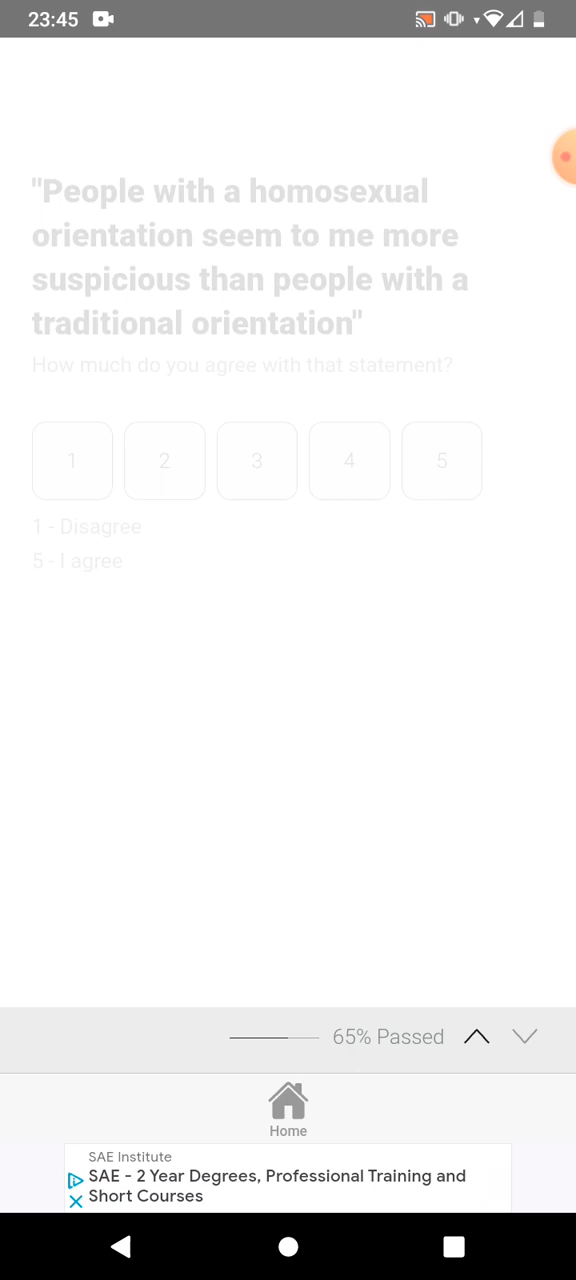 23:45
"People with a homosexual
orientation seem to me more
suspicious than people with a
traditional orientation"
How much do you agree with that statement?
1 2 3 4 5
1 - Disagree
5 - I agree
65% Passed
Home
SAE Institute
SAE - 2 Year Degrees, Professional Training and
Short Courses